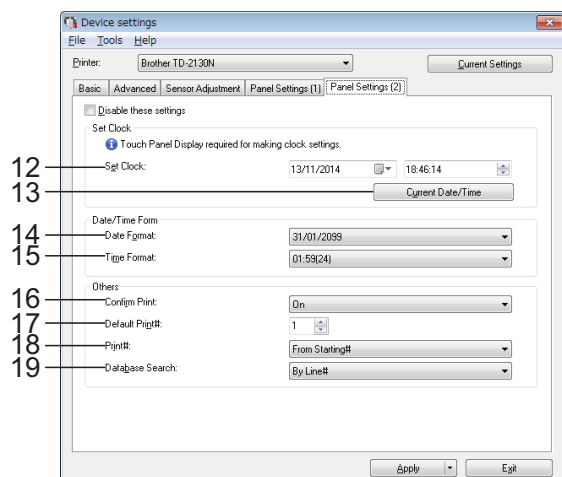 Device settings
File Tools Help
Printer: Brother TD-2130N Current Settings
Basic Advanced Sensor Adjustment Panel Settings (1) Panel Settings (2)
Disable these settings
Set Clock
Touch Panel Display required for making clock settings.
12 Set Clock: 13/11/2014 18:46:14
13 Current Date/Time
Date/Time Form
14 Date Format: 31/01/2099
15 Time Format: 01:59(24)
Others
16 Confirm Print: On
17 Default Print#: 1
18 Print#: From Starting#
19 Database Search: By Line#
Apply Exit